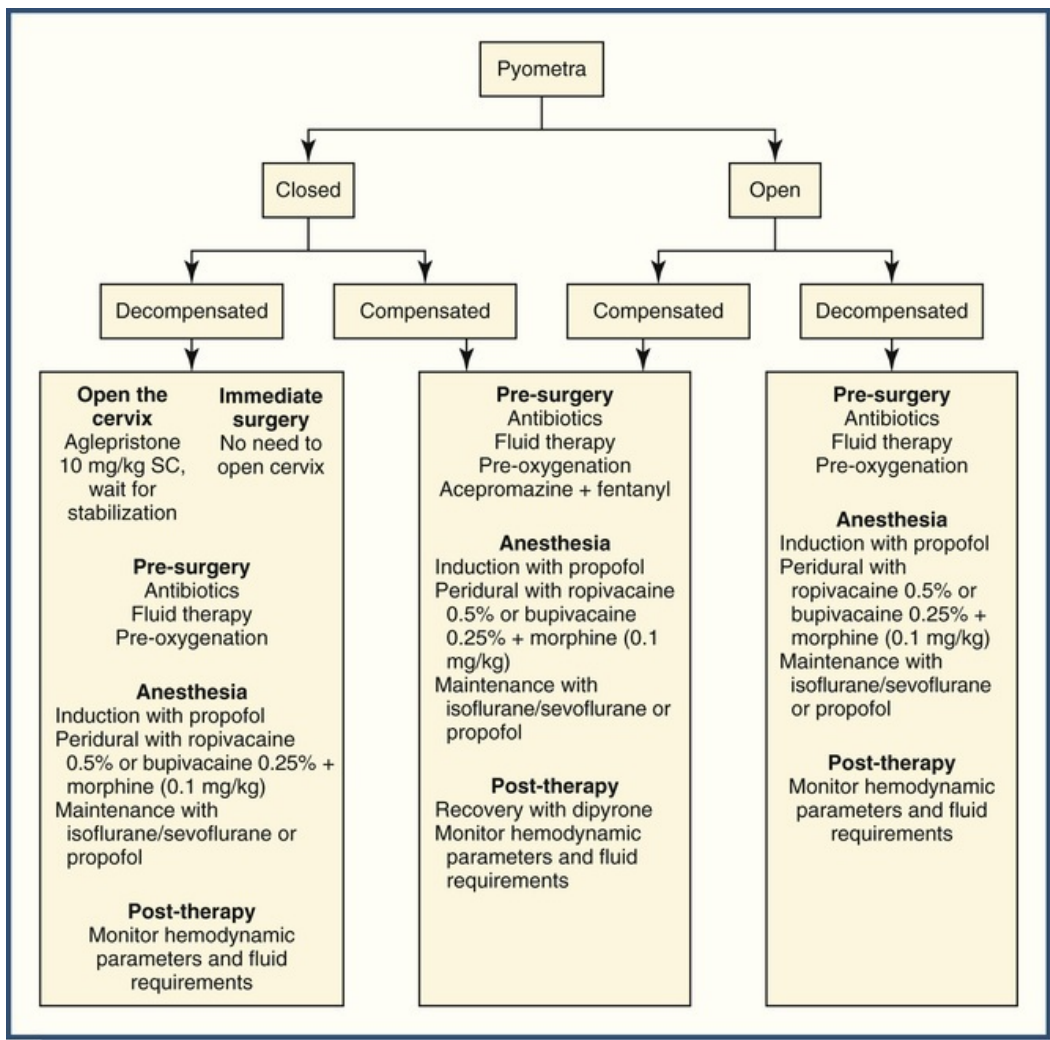 Pyometra
Closed
Open
Decompensated
Compensated
Compensated
Decompensated
Open the
cervix
Aglepristone
10 mg/kg SC,
wait for
stabilization
Immediate
surgery
No need to
open cervix
Pre-surgery
Antibiotics
Fluid therapy
Pre-oxygenation
Anesthesia
Induction with propofol
Peridural with ropivacaine
0.5% or bupivacaine 0.25% +
morphine (0.1 mg/kg)
Maintenance with
isoflurane/sevoflurane or
propofol
Post-therapy
Monitor hemodynamic
parameters and fluid
requirements
Pre-surgery
Antibiotics
Fluid therapy
Pre-oxygenation
Acepromazine + fentanyl
Anesthesia
Induction with propofol
Peridural with ropivacaine
0.5% or bupivacaine
0.25% + morphine (0.1
mg/kg)
Maintenance with
isoflurane/sevoflurane or
propofol
Post-therapy
Recovery with dipyrone
Monitor hemodynamic
parameters and fluid
requirements
Pre-surgery
Antibiotics
Fluid therapy
Pre-oxygenation
Anesthesia
Induction with propofol
Peridural with
ropivacaine 0.5% or
bupivacaine 0.25% +
morphine (0.1 mg/kg)
Maintenance with
isoflurane/sevoflurane
or propofol
Post-therapy
Monitor hemodynamic
parameters and fluid
requirements